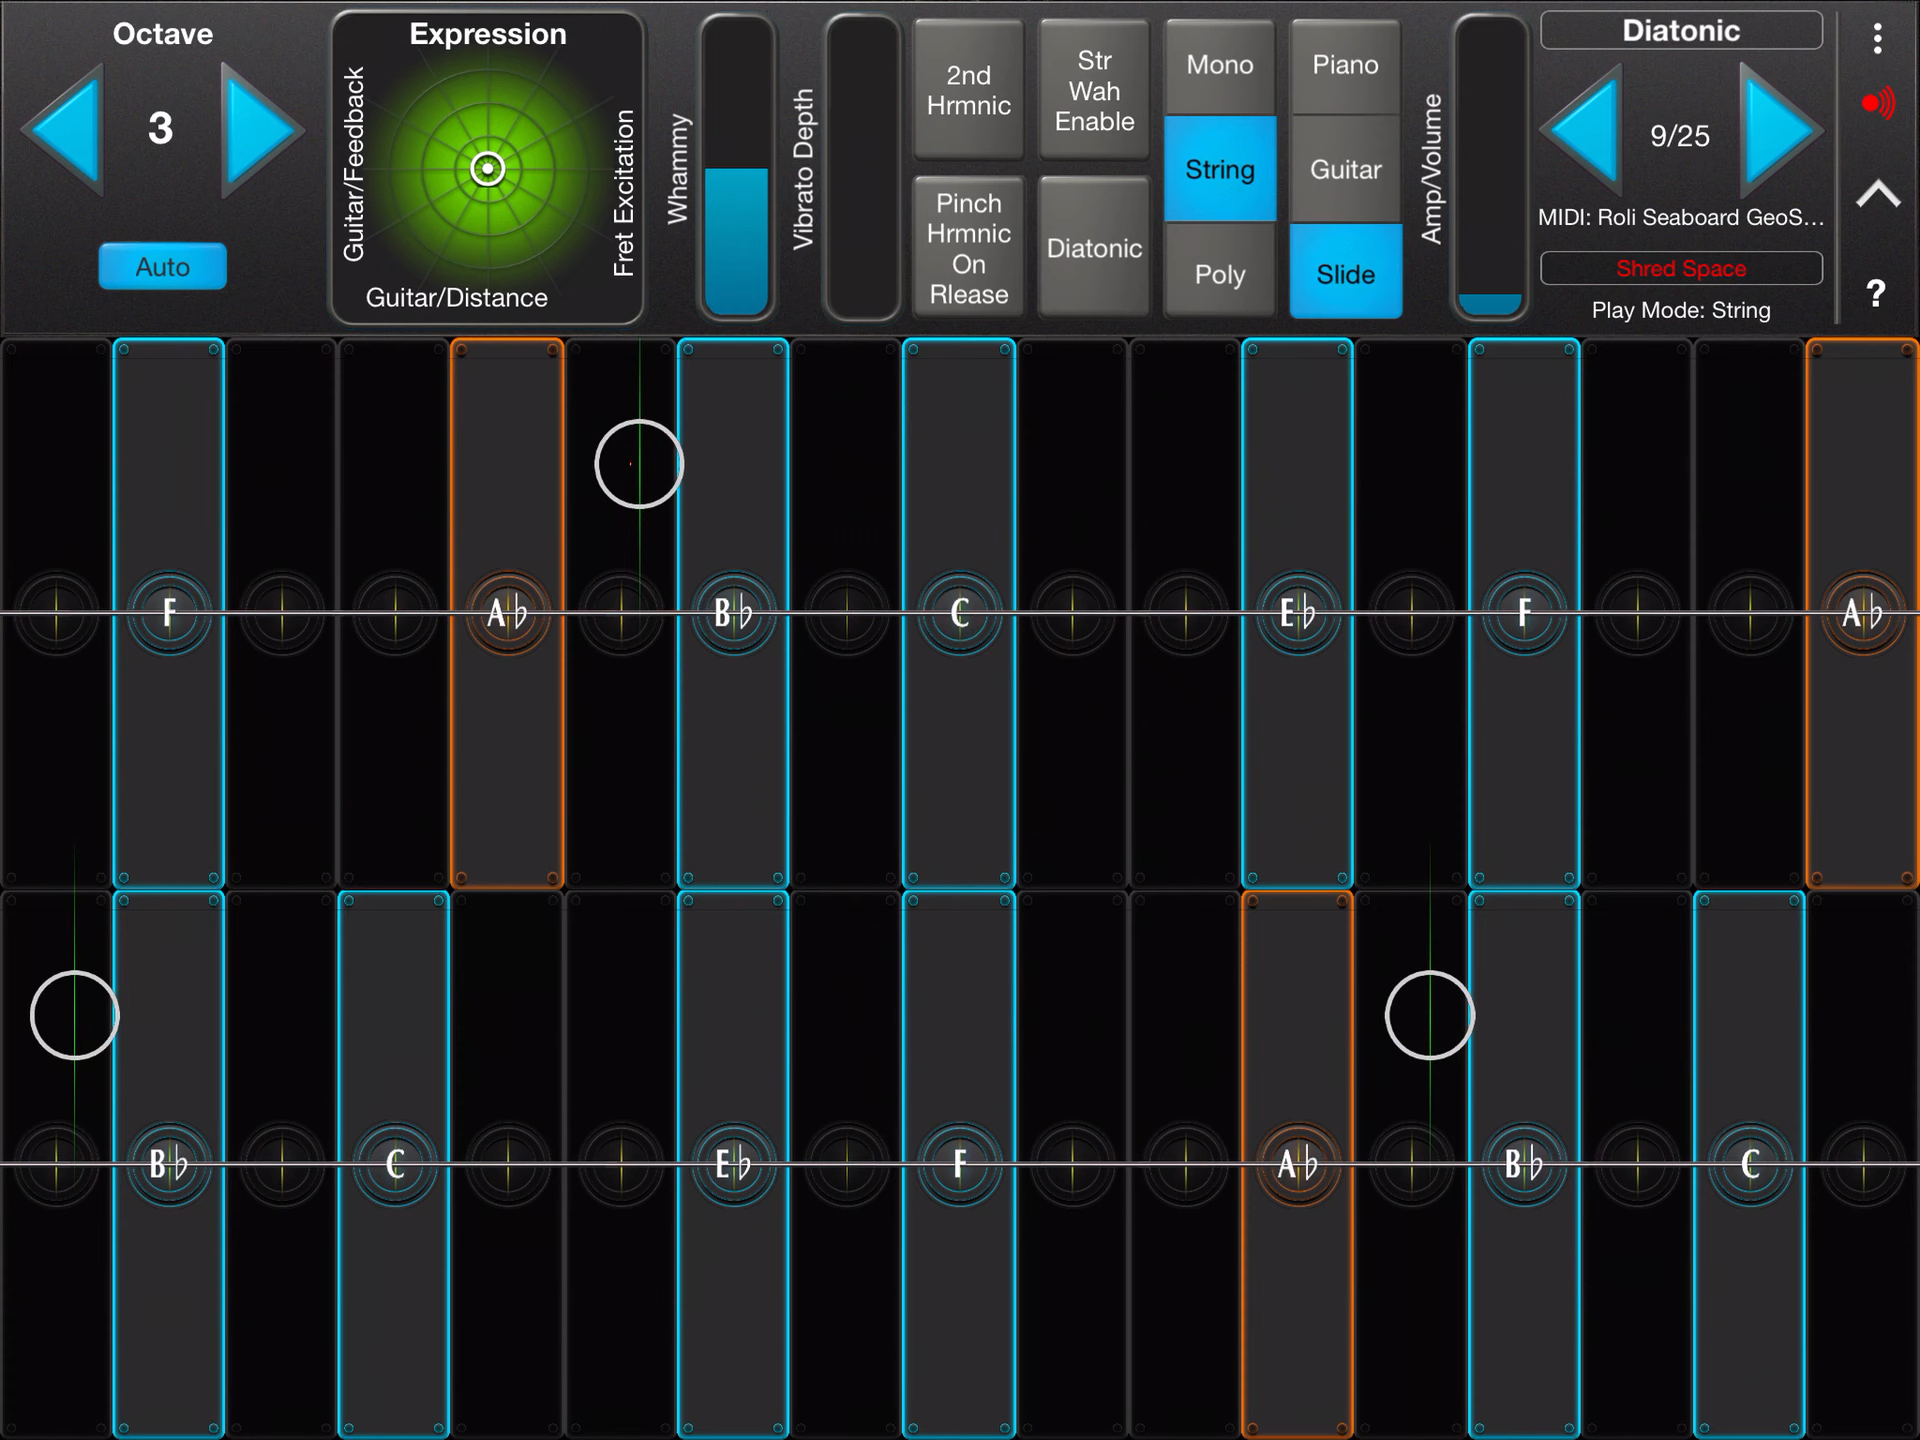 Octave
3
Auto
Expression
Guitar/Feedback
Fret Excitation
Guitar/Distance
Whammy
Vibrato Depth
2nd
Hrmnic
Str
Wah
Enable
Pinch
Hrmnic
On
Rlease
Diatonic
Mono
String
Poly
Piano
Guitar
Slide
Amp/Volume
Diatonic
9/25
MIDI: Roli Seaboard GeoS...
Shred Space
Play Mode: String
?
F A♭ B♭ C E♭ F A♭
B♭ C E♭ F A♭ B♭ C